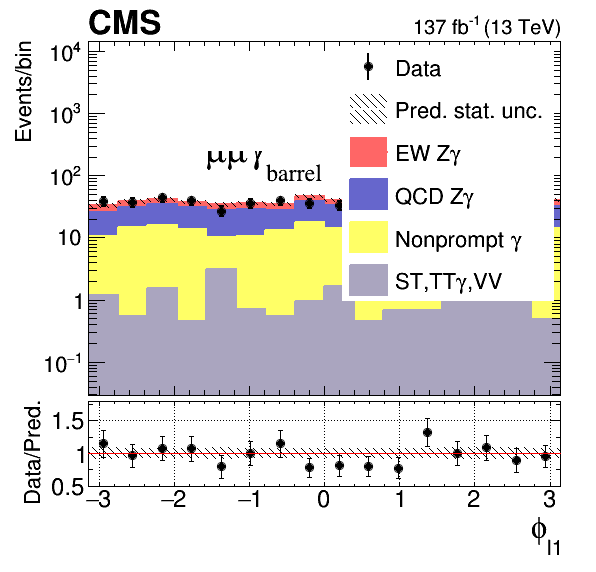 CMS 137 fb⁻¹ (13 TeV)
Events/bin
10⁴
10³
10²
10
1
10⁻¹
μμγ barrel
Data
Pred. stat. unc.
EW Zγ
QCD Zγ
Nonprompt γ
ST,TTγ,VV
Data/Pred.
1.5
1
0.5
−3 −2 −1 0 1 2 3
ϕ l1